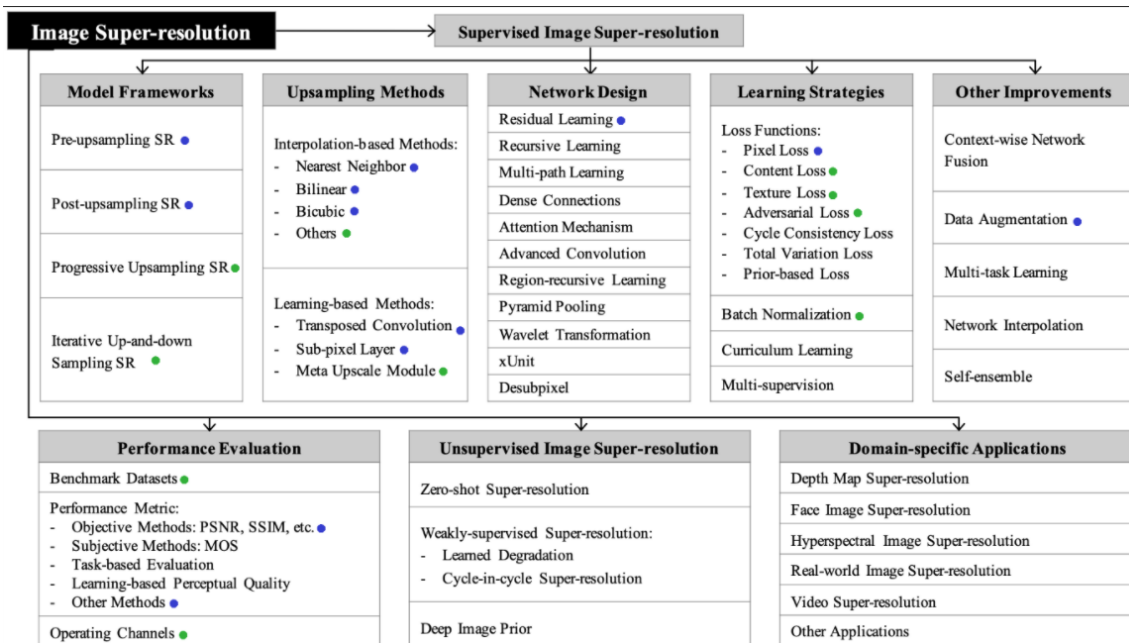 Image Super-resolution
Supervised Image Super-resolution
Model Frameworks
Pre-upsampling SR
Post-upsampling SR
Progressive Upsampling SR
Iterative Up-and-down
Sampling SR
Upsampling Methods
Interpolation-based Methods:
- Nearest Neighbor
- Bilinear
- Bicubic
- Others
Learning-based Methods:
- Transposed Convolution
- Sub-pixel Layer
- Meta Upscale Module
Network Design
Residual Learning
Recursive Learning
Multi-path Learning
Dense Connections
Attention Mechanism
Advanced Convolution
Region-recursive Learning
Pyramid Pooling
Wavelet Transformation
xUnit
Desubpixel
Learning Strategies
Loss Functions:
- Pixel Loss
- Content Loss
- Texture Loss
- Adversarial Loss
- Cycle Consistency Loss
- Total Variation Loss
- Prior-based Loss
Batch Normalization
Curriculum Learning
Multi-supervision
Other Improvements
Context-wise Network
Fusion
Data Augmentation
Multi-task Learning
Network Interpolation
Self-ensemble
Performance Evaluation
Benchmark Datasets
Performance Metric:
- Objective Methods: PSNR, SSIM, etc.
- Subjective Methods: MOS
- Task-based Evaluation
- Learning-based Perceptual Quality
- Other Methods
Operating Channels
Unsupervised Image Super-resolution
Zero-shot Super-resolution
Weakly-supervised Super-resolution:
- Learned Degradation
- Cycle-in-cycle Super-resolution
Deep Image Prior
Domain-specific Applications
Depth Map Super-resolution
Face Image Super-resolution
Hyperspectral Image Super-resolution
Real-world Image Super-resolution
Video Super-resolution
Other Applications